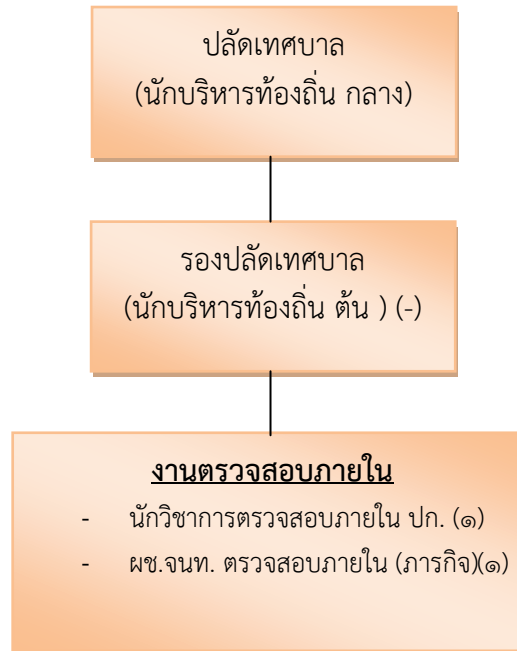 ปลัดเทศบาล
(นักบริหารท้องถิ่น กลาง)
รองปลัดเทศบาล
(นักบริหารท้องถิ่น ต้น ) (-)
งานตรวจสอบภายใน
- นักวิชาการตรวจสอบภายใน ปก. (๑)
- ผช.จนท. ตรวจสอบภายใน (ภารกิจ)(๑)